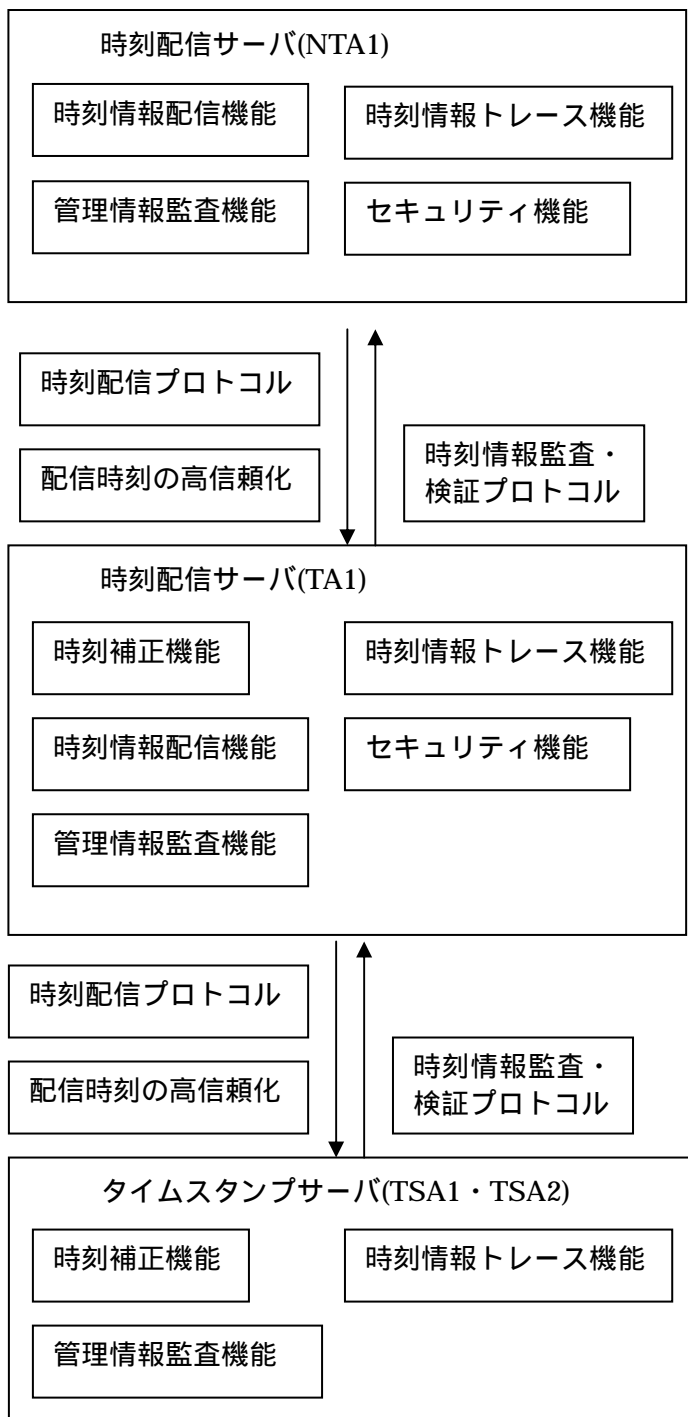 時刻配信サーバ(NTA1)
時刻情報配信機能
時刻情報トレース機能
管理情報監査機能
セキュリティ機能
時刻配信プロトコル
配信時刻の高信頼化
時刻情報監査・
検証プロトコル
時刻配信サーバ(TA1)
時刻補正機能
時刻情報トレース機能
時刻情報配信機能
セキュリティ機能
管理情報監査機能
時刻配信プロトコル
配信時刻の高信頼化
時刻情報監査・
検証プロトコル
タイムスタンプサーバ(TSA1・TSA2)
時刻補正機能
時刻情報トレース機能
管理情報監査機能